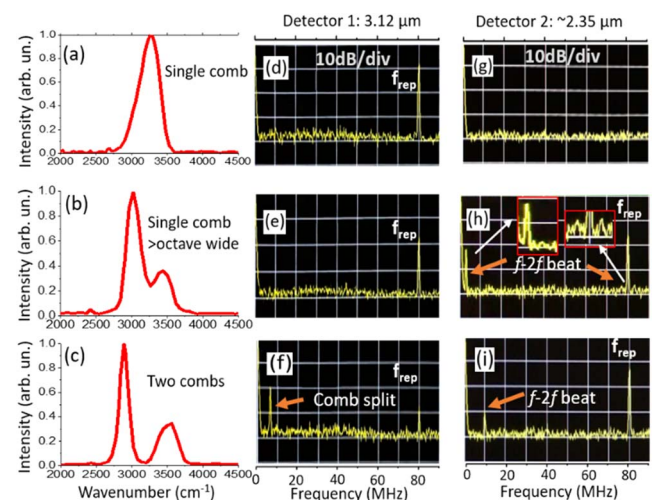 Detector 1: 3.12 µm
Detector 2: ~2.35 µm
Intensity (arb. un.)
1.0
0.8
0.6
0.4
0.2
0.0
(a)
Single comb
2000 2500 3000 3500 4000 4500
(d)
10dB/div
frep
(g)
10dB/div
Intensity (arb. un.)
1.0
0.8
0.6
0.4
0.2
0.0
(b)
Single comb
>octave wide
2000 2500 3000 3500 4000 4500
(e)
frep
(h)
frep
f-2f beat
Intensity (arb. un.)
1.0
0.8
0.6
0.4
0.2
0.0
(c)
Two combs
2000 2500 3000 3500 4000 4500
Wavenumber (cm⁻¹)
(f)
frep
Comb split
0 20 40 60 80
Frequency (MHz)
(i)
frep
f-2f beat
0 20 40 60 80
Frequency (MHz)